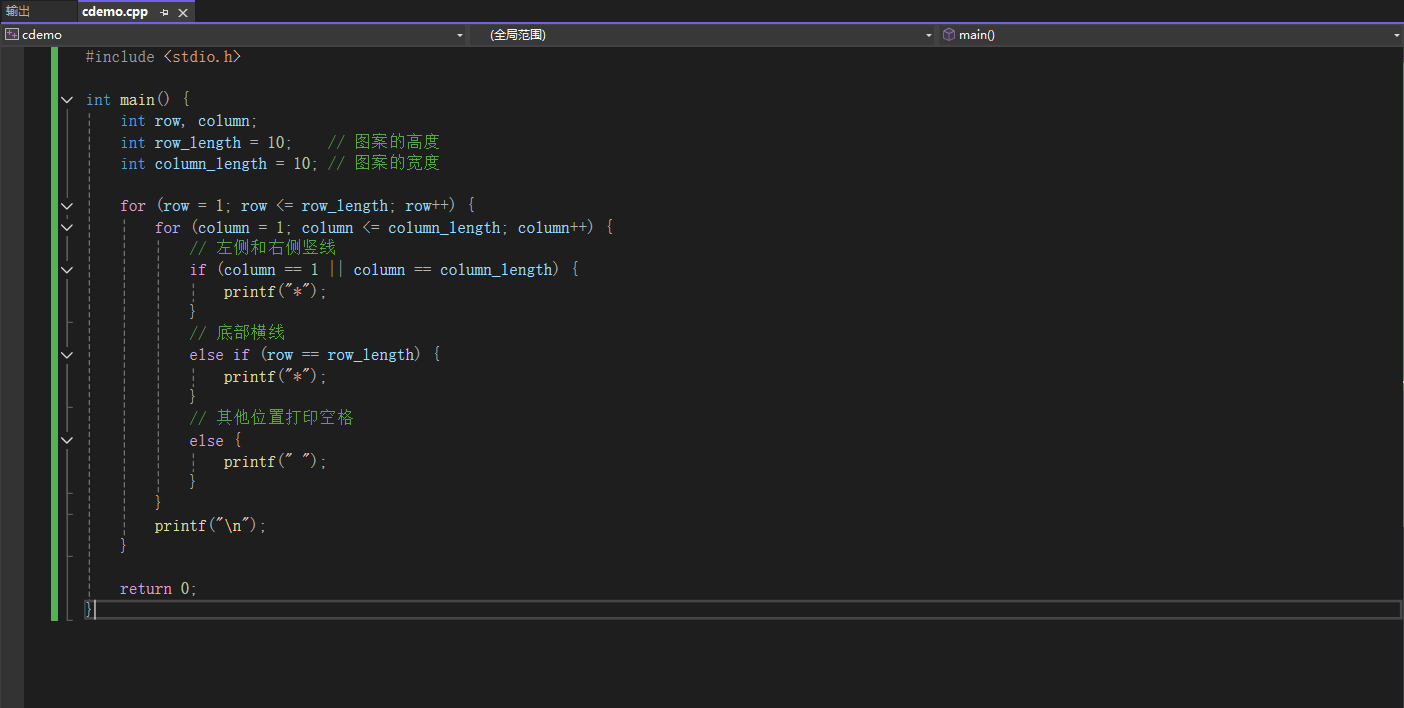 输出 cdemo.cpp
cdemo (全局范围) main()
#include <stdio.h>
int main() {
    int row, column;
    int row_length = 10;    // 图案的高度
    int column_length = 10; // 图案的宽度
    for (row = 1; row <= row_length; row++) {
        for (column = 1; column <= column_length; column++) {
            // 左侧和右侧竖线
            if (column == 1 || column == column_length) {
                printf("*");
            }
            // 底部横线
            else if (row == row_length) {
                printf("*");
            }
            // 其他位置打印空格
            else {
                printf(" ");
            }
        }
        printf("\n");
    }
    return 0;
}